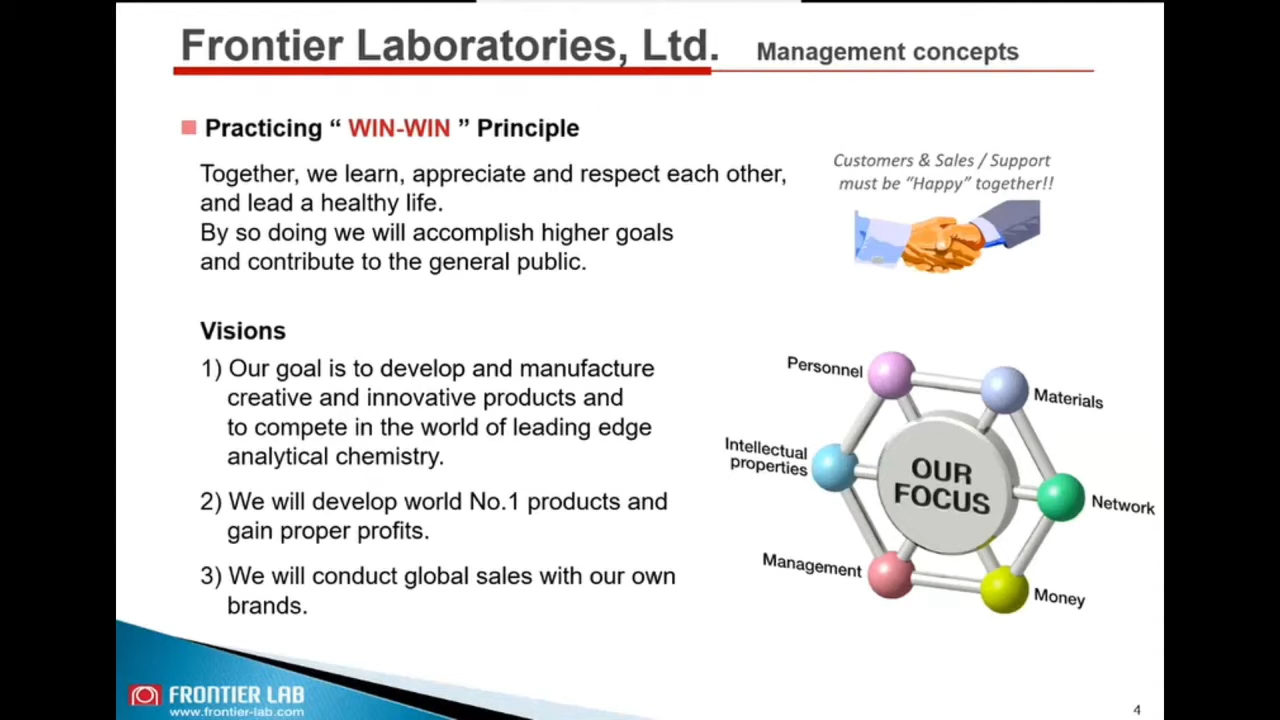 Frontier Laboratories, Ltd. Management concepts
Practicing “ WIN-WIN ” Principle
Together, we learn, appreciate and respect each other,
and lead a healthy life.
By so doing we will accomplish higher goals
and contribute to the general public.
Customers & Sales / Support
must be “Happy” together!!
Visions
1) Our goal is to develop and manufacture
creative and innovative products and
to compete in the world of leading edge
analytical chemistry.
2) We will develop world No.1 products and
gain proper profits.
3) We will conduct global sales with our own
brands.
Personnel
Materials
Intellectual
properties
OUR
FOCUS
Network
Management
Money
FRONTIER LAB
www.frontier-lab.com
4